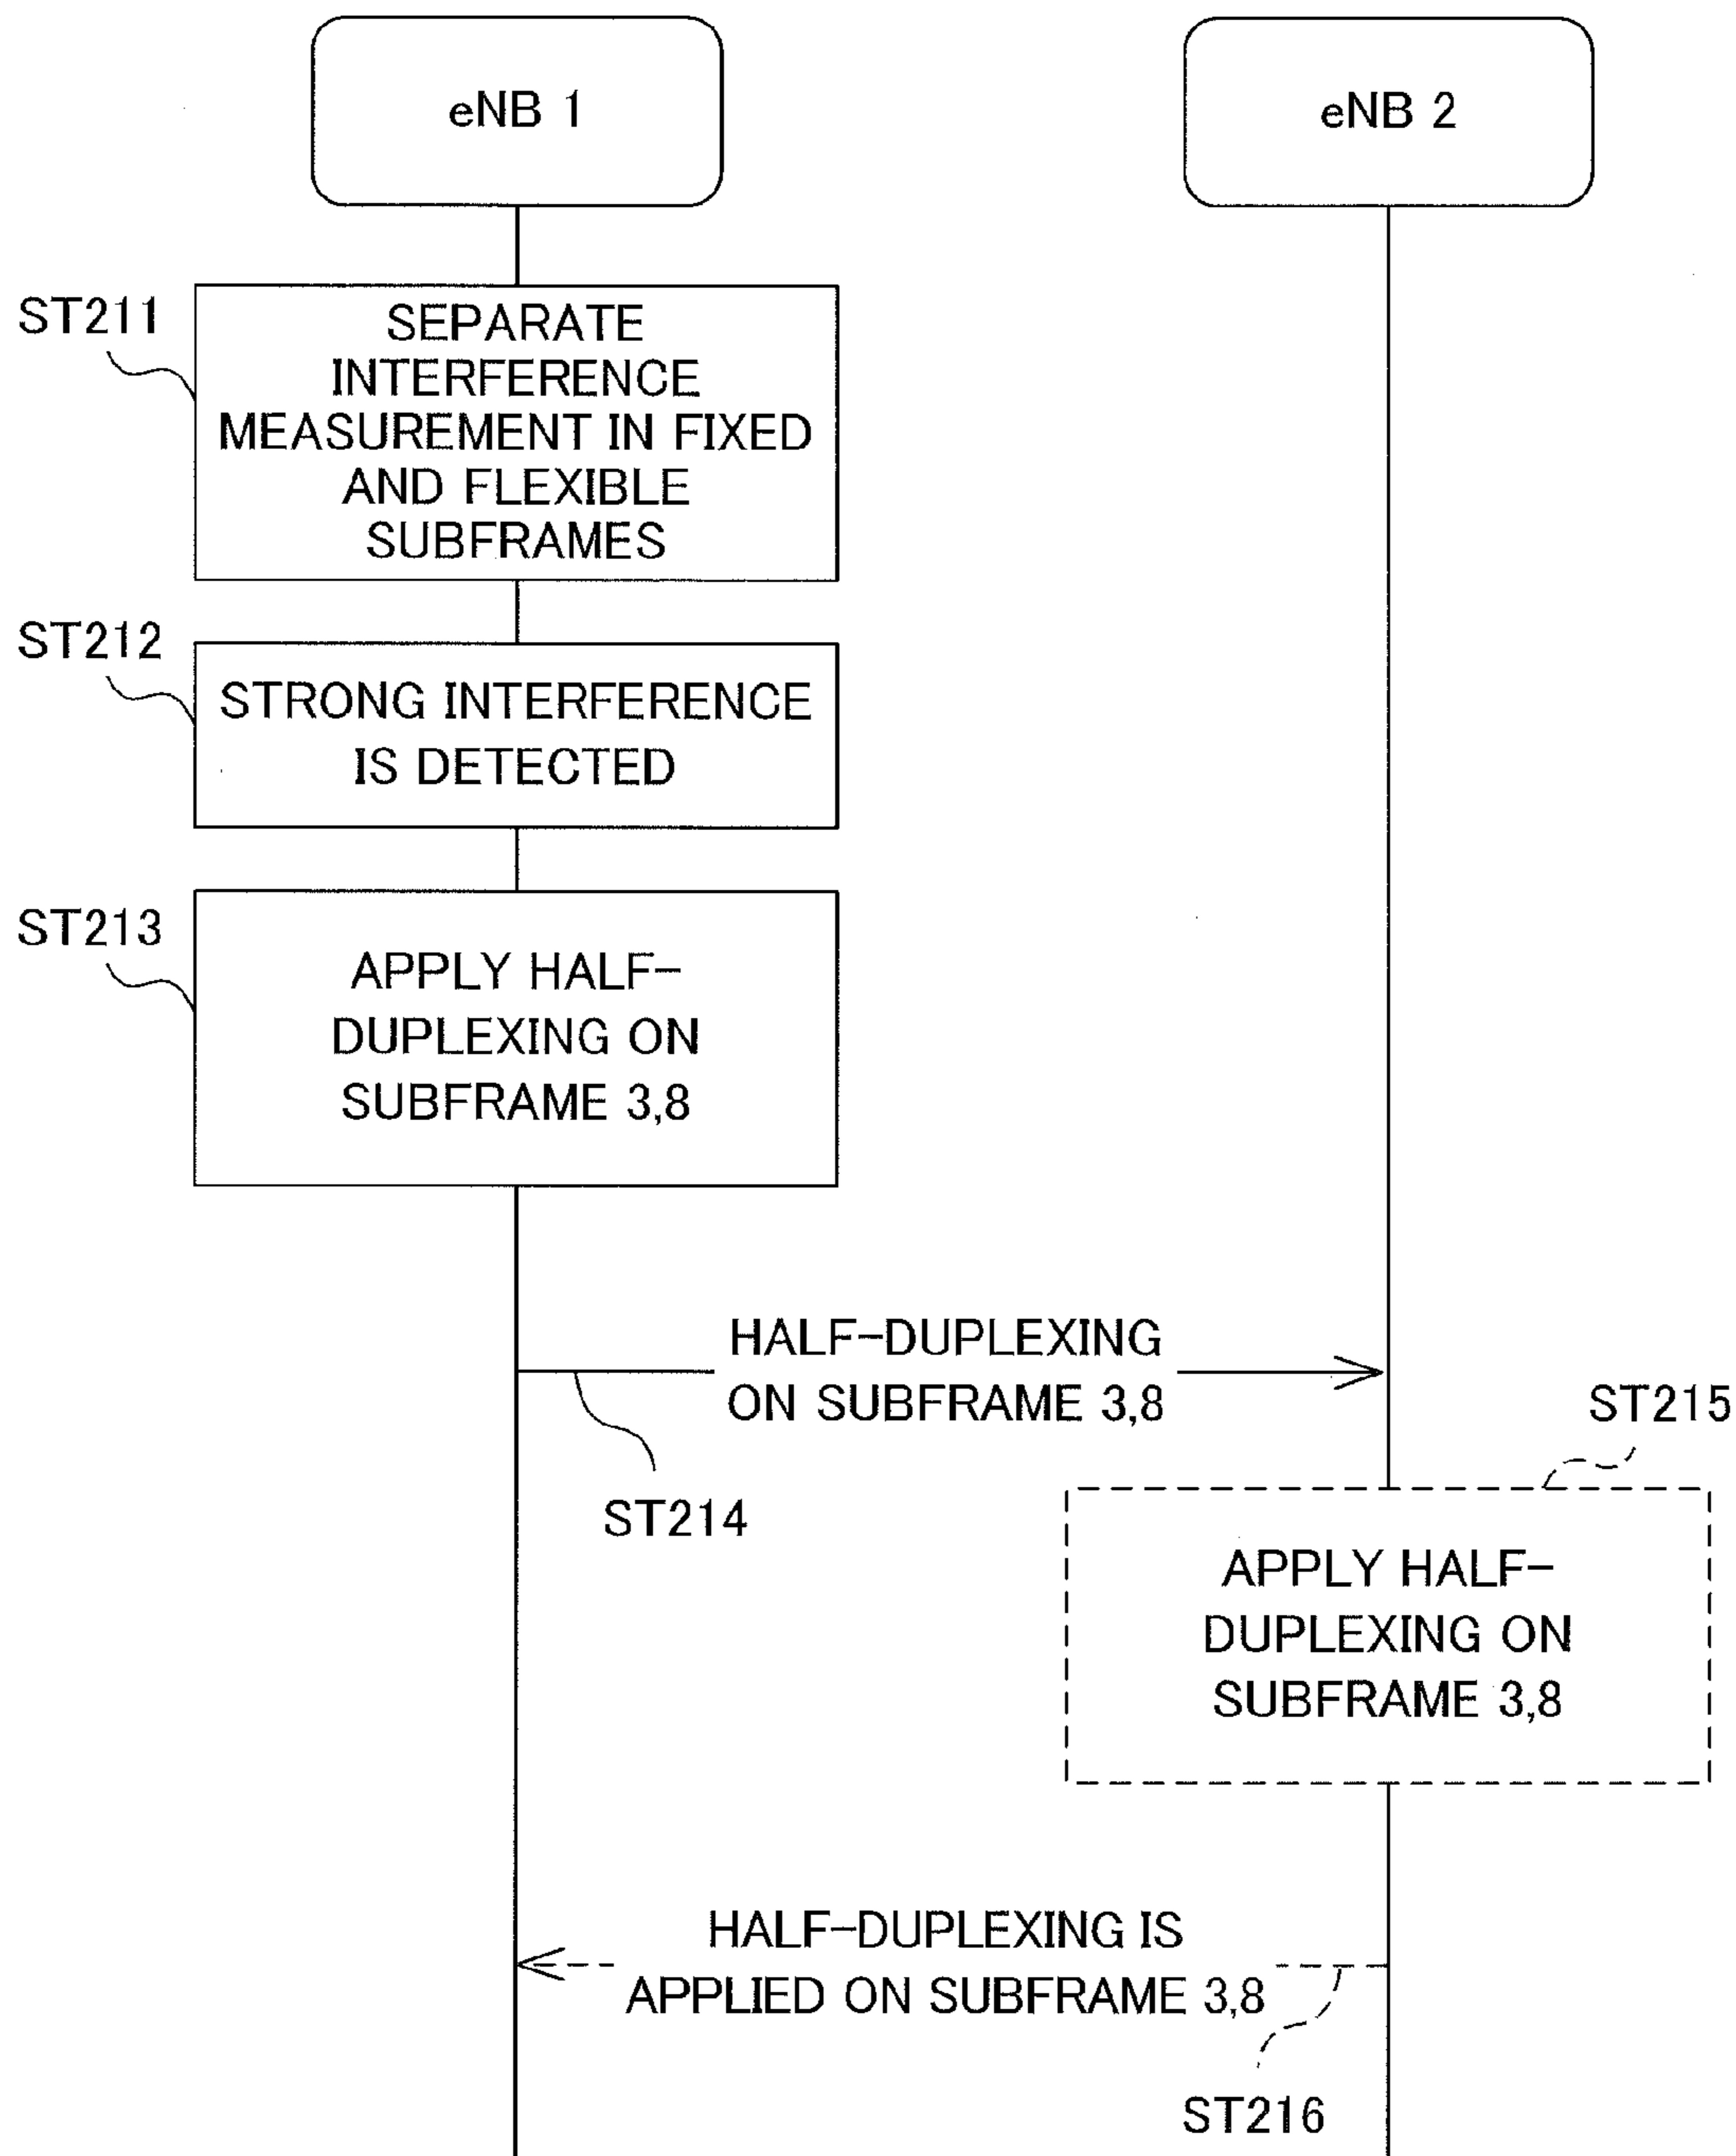 eNB 1
eNB 2
ST211
SEPARATE
INTERFERENCE
MEASUREMENT IN FIXED
AND FLEXIBLE
SUBFRAMES
ST212
STRONG INTERFERENCE
IS DETECTED
ST213
APPLY HALF-
DUPLEXING ON
SUBFRAME 3,8
HALF-DUPLEXING
ON SUBFRAME 3,8
ST214
ST215
APPLY HALF-
DUPLEXING ON
SUBFRAME 3,8
HALF-DUPLEXING IS
APPLIED ON SUBFRAME 3,8
ST216